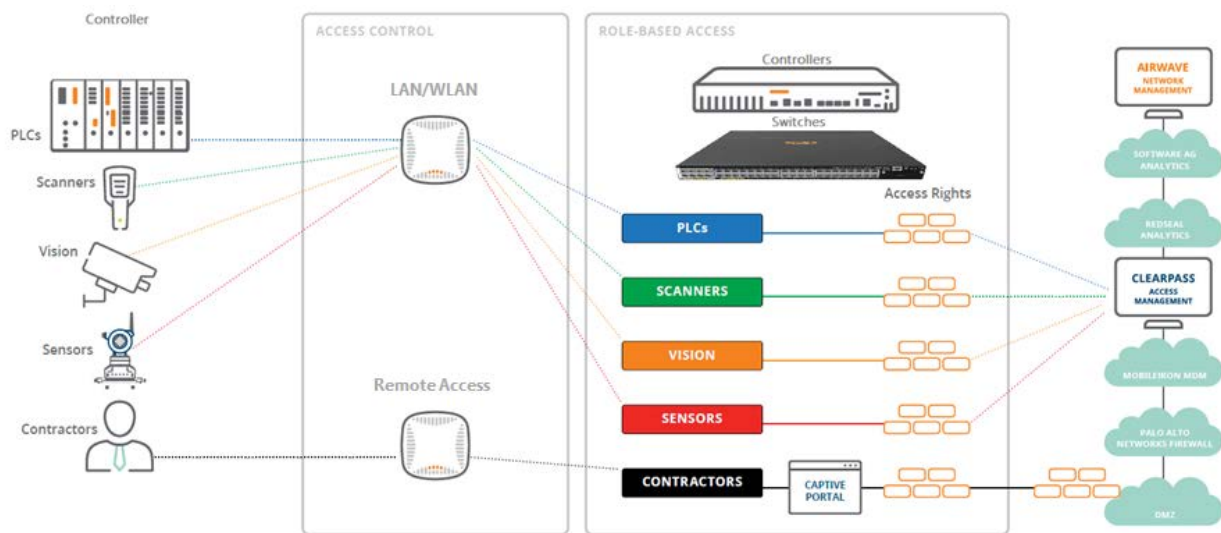 Controller
PLCs
Scanners
Vision
Sensors
Contractors
ACCESS CONTROL
LAN/WLAN
Remote Access
ROLE-BASED ACCESS
Controllers
Switches
Access Rights
PLCs
SCANNERS
VISION
SENSORS
CONTRACTORS
CAPTIVE
PORTAL
AIRWAVE
NETWORK
MANAGEMENT
SOFTWARE AG
ANALYTICS
REDSEAL
ANALYTICS
CLEARPASS
ACCESS
MANAGEMENT
MOBILEIRON MDM
PALO ALTO
NETWORKS FIREWALL
DMZ